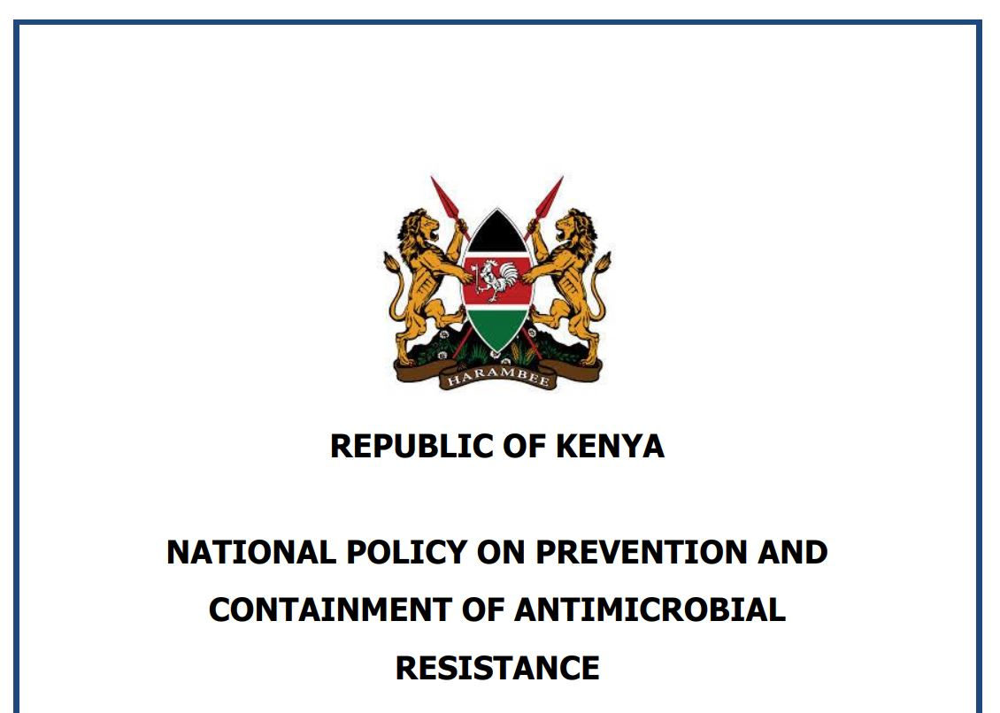 HARAMBEE
REPUBLIC OF KENYA
NATIONAL POLICY ON PREVENTION AND
CONTAINMENT OF ANTIMICROBIAL
RESISTANCE